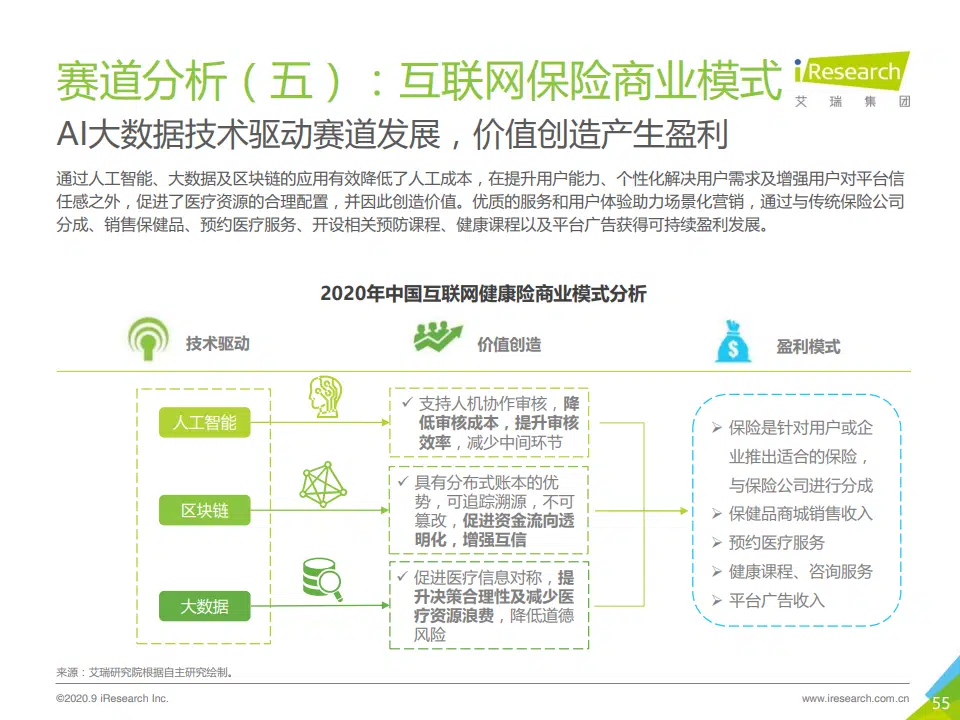 赛道分析（五）：互联网保险商业模式
iResearch
艾瑞集团
AI大数据技术驱动赛道发展，价值创造产生盈利
通过人工智能、大数据及区块链的应用有效降低了人工成本，在提升用户能力、个性化解决用户需求及增强用户对平台信
任感之外，促进了医疗资源的合理配置，并因此创造价值。优质的服务和用户体验助力场景化营销，通过与传统保险公司
分成、销售保健品、预约医疗服务、开设相关预防课程、健康课程以及平台广告获得可持续盈利发展。
2020年中国互联网健康险商业模式分析
技术驱动
价值创造
盈利模式
人工智能
✓ 支持人机协作审核，降
低审核成本，提升审核
效率，减少中间环节
区块链
✓ 具有分布式账本的优
势，可追踪溯源，不可
篡改，促进资金流向透
明化，增强互信
大数据
✓ 促进医疗信息对称，提
升决策合理性及减少医
疗资源浪费，降低道德
风险
➢ 保险是针对用户或企
业推出适合的保险，
与保险公司进行分成
➢ 保健品商城销售收入
➢ 预约医疗服务
➢ 健康课程、咨询服务
➢ 平台广告收入
来源：艾瑞研究院根据自主研究绘制。
©2020.9 iResearch Inc.
www.iresearch.com.cn
55